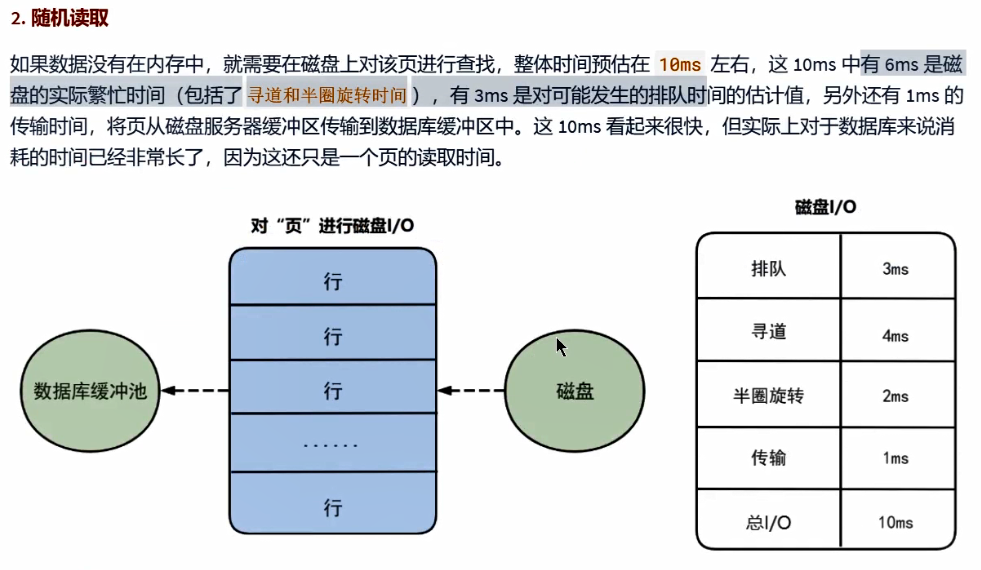 2. 随机读取
如果数据没有在内存中，就需要在磁盘上对该页进行查找，整体时间预估在 10ms 左右，这 10ms 中有 6ms 是磁
盘的实际繁忙时间（包括了 寻道和半圈旋转时间 ），有 3ms 是对可能发生的排队时间的估计值，另外还有 1ms 的
传输时间，将页从磁盘服务器缓冲区传输到数据库缓冲区中。这 10ms 看起来很快，但实际上对于数据库来说消
耗的时间已经非常长了，因为这还只是一个页的读取时间。
对“页”进行磁盘I/O
行
行
行
······
行
数据库缓冲池
磁盘
磁盘I/O
排队 3ms
寻道 4ms
半圈旋转 2ms
传输 1ms
总I/O 10ms